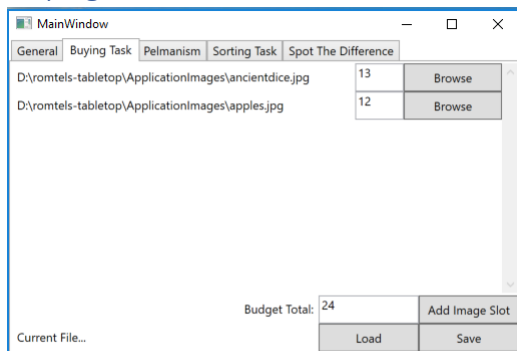 MainWindow
General Buying Task Pelmanism Sorting Task Spot The Difference
D:\romtels-tabletop\ApplicationImages\ancientdice.jpg 13 Browse
D:\romtels-tabletop\ApplicationImages\apples.jpg 12 Browse
Budget Total: 24 Add Image Slot
Current File... Load Save